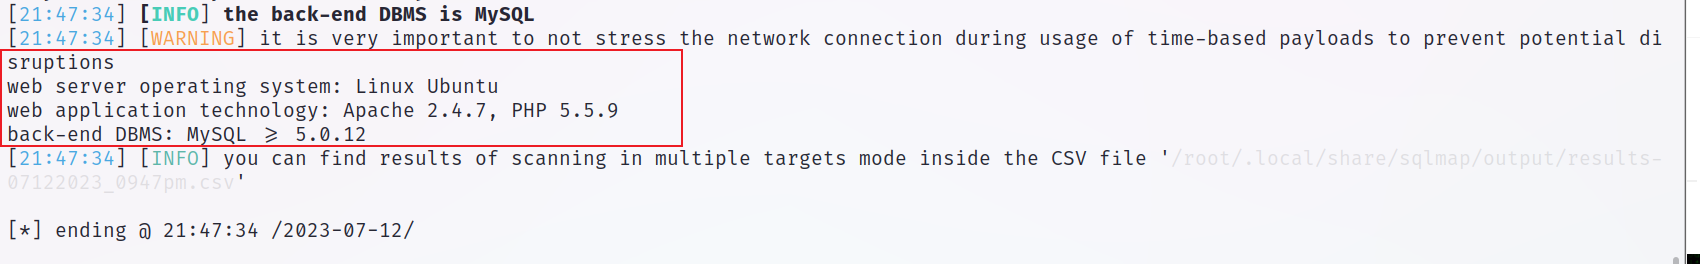 [21:47:34] [INFO] the back-end DBMS is MySQL
[21:47:34] [WARNING] it is very important to not stress the network connection during usage of time-based payloads to prevent potential di
sruptions
web server operating system: Linux Ubuntu
web application technology: Apache 2.4.7, PHP 5.5.9
back-end DBMS: MySQL ≥ 5.0.12
[21:47:34] [INFO] you can find results of scanning in multiple targets mode inside the CSV file '/root/.local/share/sqlmap/output/results-
07122023_0947pm.csv'
[*] ending @ 21:47:34 /2023-07-12/